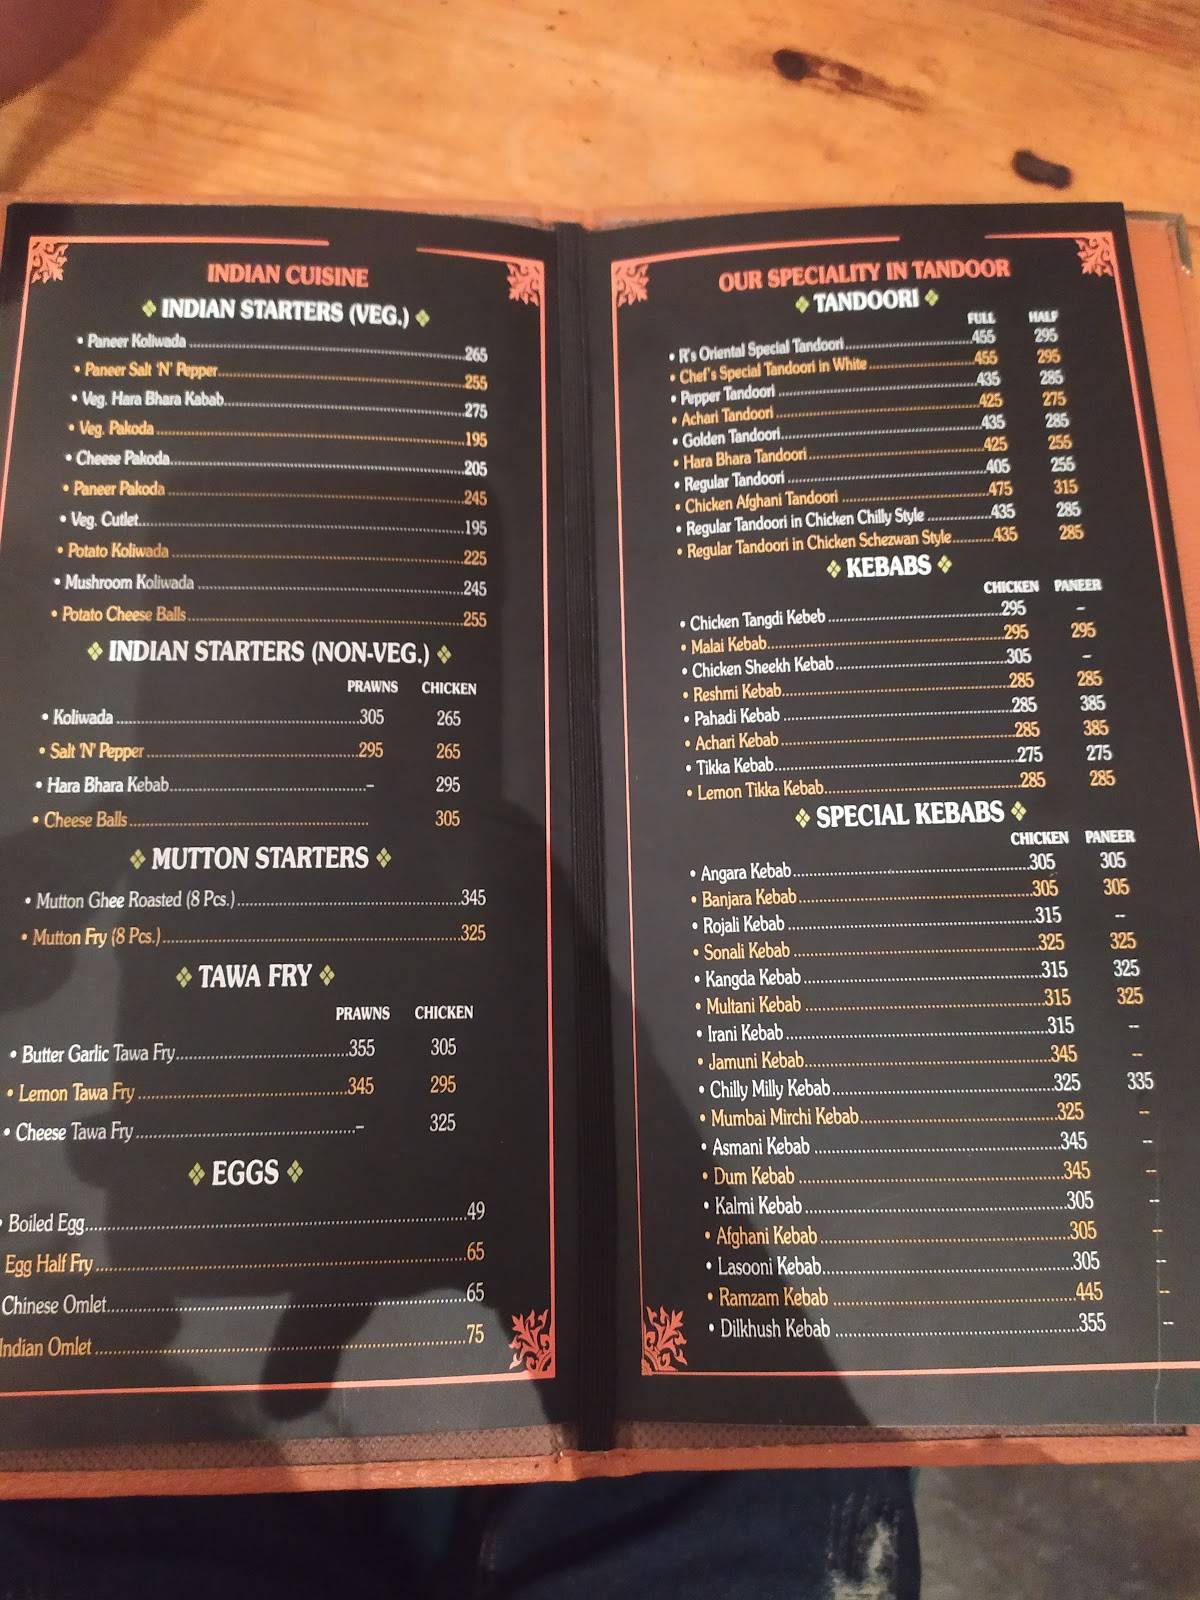 INDIAN CUISINE
INDIAN STARTERS (VEG.)
• Paneer Koliwada 265
• Paneer Salt 'N' Pepper 255
• Veg. Hara Bhara Kabab 275
• Veg. Pakoda 195
• Cheese Pakoda 205
• Paneer Pakoda 245
• Veg. Cutlet 195
• Potato Koliwada 225
• Mushroom Koliwada 245
• Potato Cheese Balls 255
INDIAN STARTERS (NON-VEG.)
PRAWNS CHICKEN
• Koliwada 305 265
• Salt 'N' Pepper 295 265
• Hara Bhara Kebab – 295
• Cheese Balls 305
MUTTON STARTERS
• Mutton Ghee Roasted (8 Pcs.) 345
• Mutton Fry (8 Pcs.) 325
TAWA FRY
PRAWNS CHICKEN
• Butter Garlic Tawa Fry 355 305
• Lemon Tawa Fry 345 295
• Cheese Tawa Fry – 325
EGGS
Boiled Egg 49
Egg Half Fry 65
Chinese Omlet 65
Indian Omlet 75
OUR SPECIALITY IN TANDOOR
TANDOORI
FULL HALF
• R's Oriental Special Tandoori 455 295
• Chef's Special Tandoori in White 455 295
• Pepper Tandoori 435 285
• Achari Tandoori 425 275
• Golden Tandoori 435 285
• Hara Bhara Tandoori 425 255
• Regular Tandoori 405 255
• Chicken Afghani Tandoori 475 315
• Regular Tandoori in Chicken Chilly Style 435 285
• Regular Tandoori in Chicken Schezwan Style 435 285
KEBABS
CHICKEN PANEER
• Chicken Tangdi Kebeb 295 –
• Malai Kebab 295 295
• Chicken Sheekh Kebab 305 –
• Reshmi Kebab 285 285
• Pahadi Kebab 285 385
• Achari Kebab 285 385
• Tikka Kebab 275 275
• Lemon Tikka Kebab 285 285
SPECIAL KEBABS
CHICKEN PANEER
• Angara Kebab 305 305
• Banjara Kebab 305 305
• Rojali Kebab 315 --
• Sonali Kebab 325 325
• Kangda Kebab 315 325
• Multani Kebab 315 325
• Irani Kebab 315 --
• Jamuni Kebab 345 --
• Chilly Milly Kebab 325 335
• Mumbai Mirchi Kebab 325 --
• Asmani Kebab 345 --
• Dum Kebab 345 --
• Kalmi Kebab 305 --
• Afghani Kebab 305 --
• Lasooni Kebab 305 --
• Ramzam Kebab 445 --
• Dilkhush Kebab 355 --